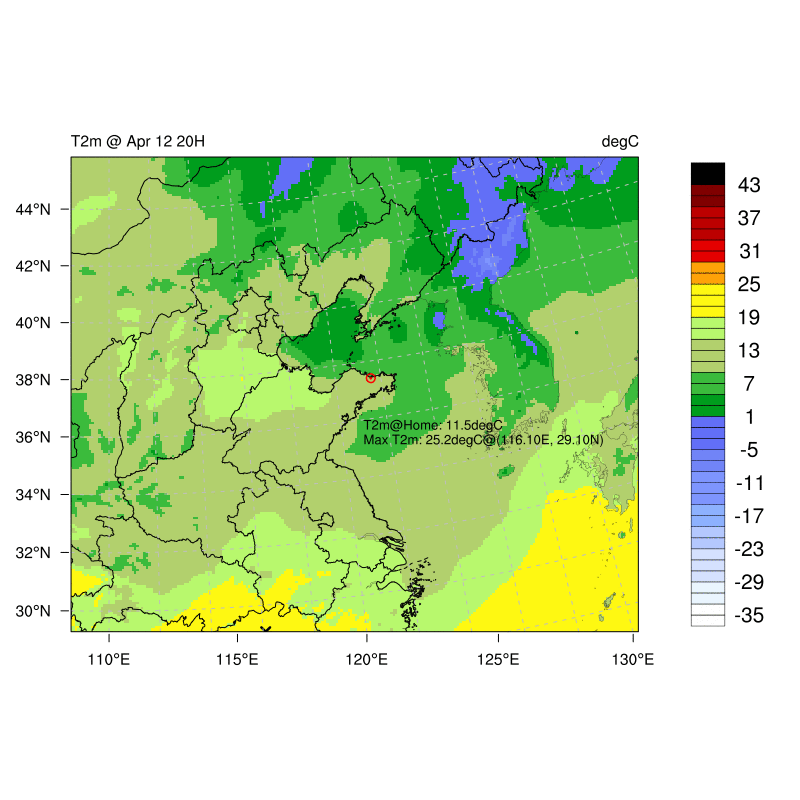 T2m @ Apr 12 20H degC
43
44°N
37
31
42°N
25
40°N
19
13
38°N
7
T2m@Home: 11.5degC
1
36°N
Max T2m: 25.2degC@(116.10E, 29.10N)
-5
-11
34°N
-17
32°N
-23
-29
30°N
-35
110°E 115°E 120°E 125°E 130°E